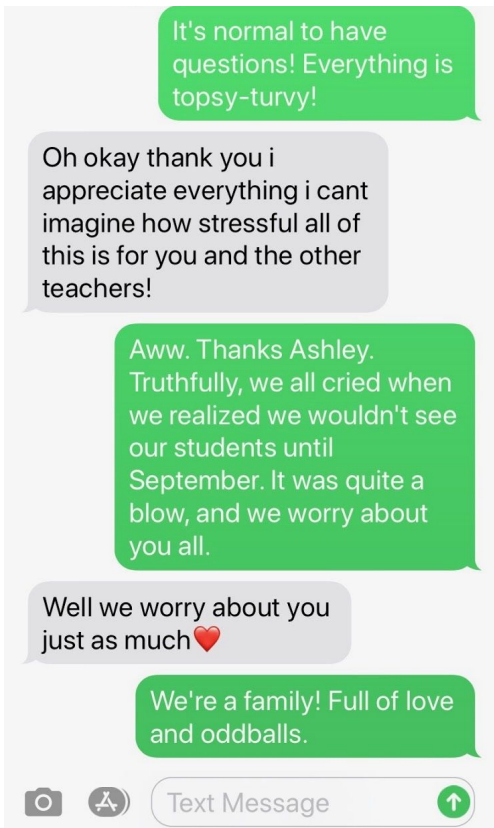 It's normal to have
questions! Everything is
topsy-turvy!
Oh okay thank you i
appreciate everything i cant
imagine how stressful all of
this is for you and the other
teachers!
Aww. Thanks Ashley.
Truthfully, we all cried when
we realized we wouldn't see
our students until
September. It was quite a
blow, and we worry about
you all.
Well we worry about you
just as much❤️
We're a family! Full of love
and oddballs.
Text Message